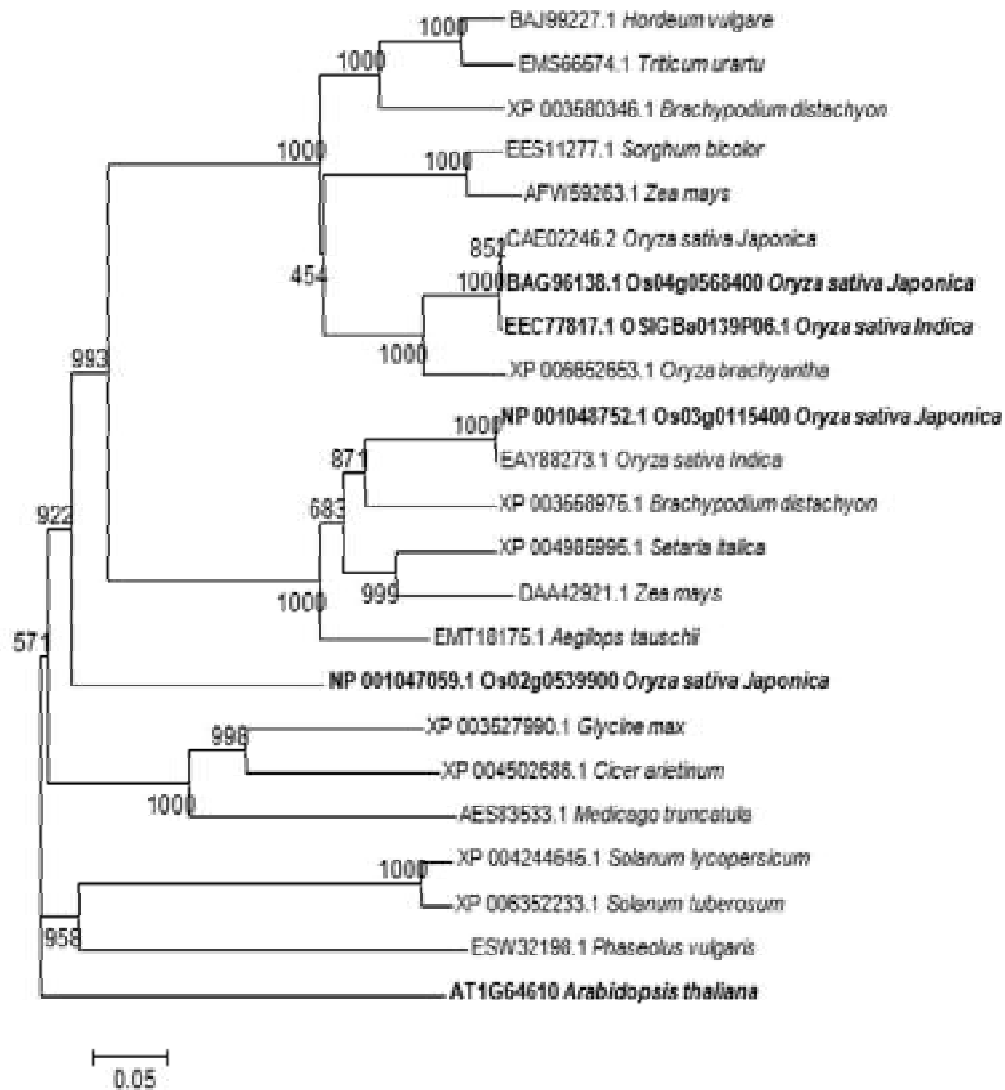 1000
BAJ99227.1 Hordeum vulgare
1000
EMS66574.1 Triticum urartu
XP 003580346.1 Brachypodium distachyon
1000
1000
EES11277.1 Sorghum bicolor
AFW59263.1 Zea mays
852
CAE02246.2 Oryza sativa Japonica
454
1000
BAG96138.1 Os04g0568400 Oryza sativa Japonica
EEC77817.1 OSIGBa0139P06.1 Oryza sativa Indica
993
1000
XP 006652653.1 Oryza brachyantha
1000
NP 001048752.1 Os03g0115400 Oryza sativa Japonica
871
EAY88273.1 Oryza sativa Indica
922
683
XP 003558975.1 Brachypodium distachyon
XP 004985995.1 Setaria italica
1000
999
DAA42921.1 Zea mays
571
EMT18175.1 Aegilops tauschii
NP 001047059.1 Os02g0539900 Oryza sativa Japonica
998
XP 003527990.1 Glycine max
XP 004502686.1 Cicer arietinum
1000
AES83533.1 Medicago truncatula
1000
XP 004244645.1 Solanum lycopersicum
XP 006352233.1 Solanum tuberosum
958
ESW32198.1 Phaseolus vulgaris
AT1G64610 Arabidopsis thaliana
0.05